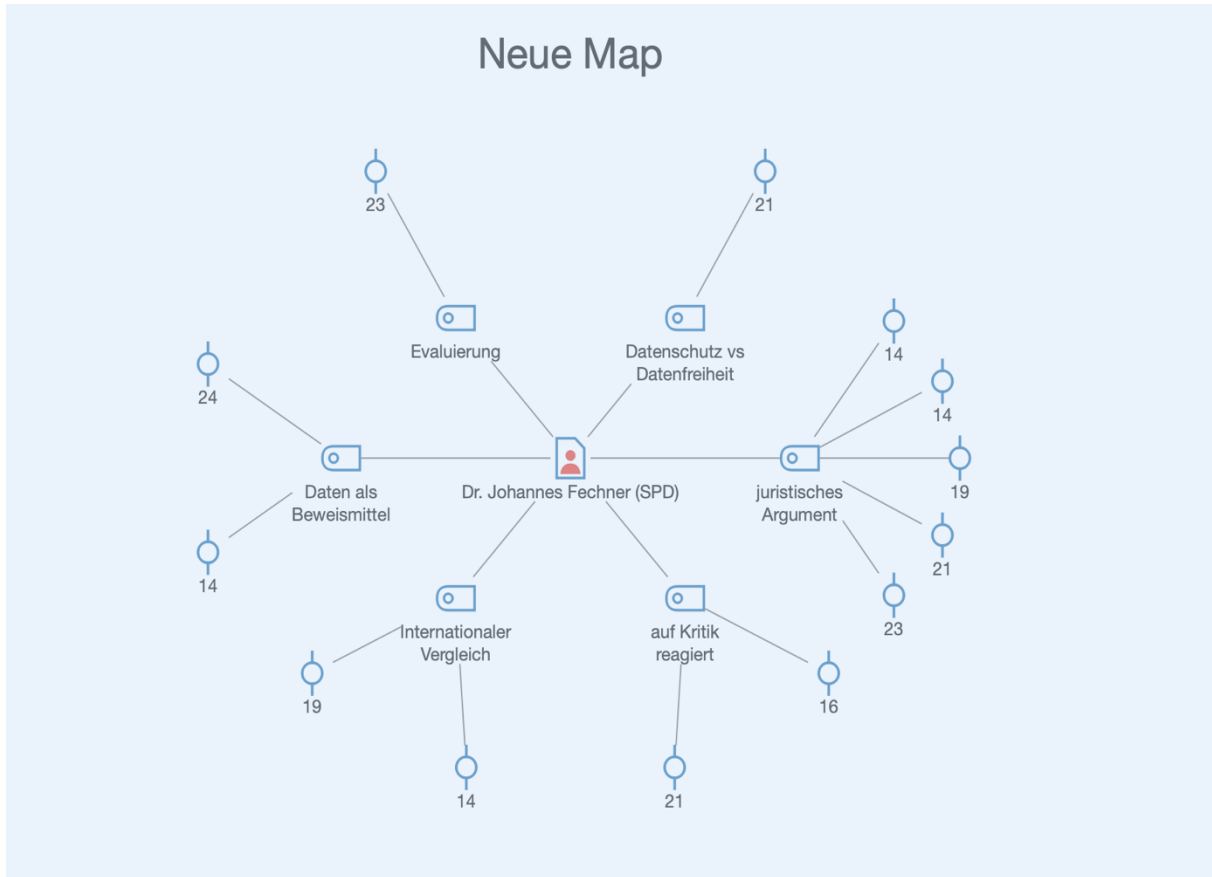 Neue Map
23
21
Evaluierung
Datenschutz vs
Datenfreiheit
14
24
14
Daten als
Beweismittel
Dr. Johannes Fechner (SPD)
juristisches
Argument
19
14
21
23
Internationaler
Vergleich
auf Kritik
reagiert
19
16
14
21